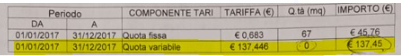 Periodo COMPONENTE TARI TARIFFA (€) Q.tà (mq) IMPORTO (€)
DA A
01/01/2017 31/12/2017 Quota fissa € 0,683 67 € 45,76
01/01/2017 31/12/2017 Quota variabile € 137,446 0 € 137,45